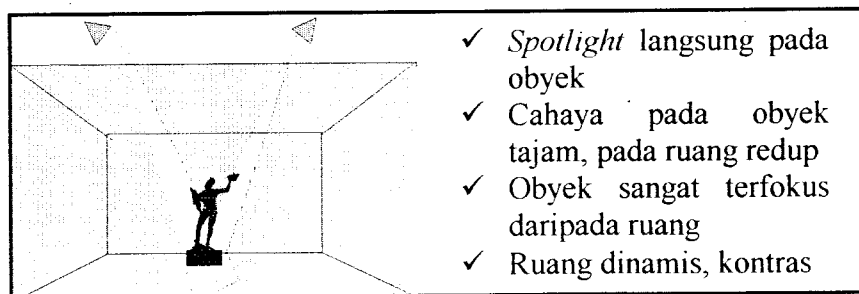 ✓ Spotlight langsung pada
obyek
✓ Cahaya pada obyek
tajam, pada ruang redup
✓ Obyek sangat terfokus
daripada ruang
✓ Ruang dinamis, kontras